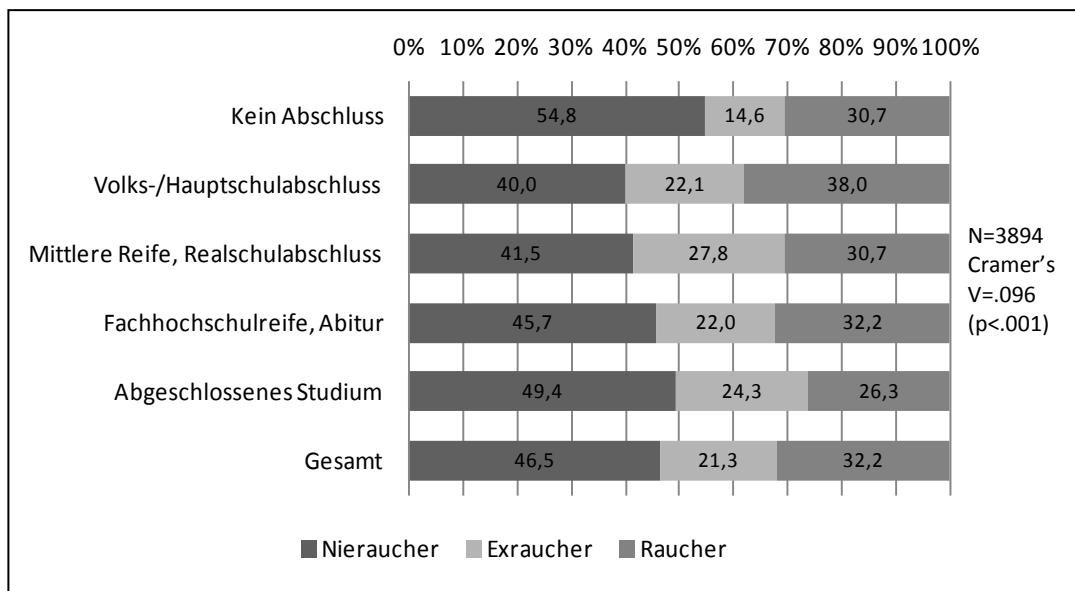 0% 10% 20% 30% 40% 50% 60% 70% 80% 90% 100%
Kein Abschluss 54,8 14,6 30,7
Volks-/Hauptschulabschluss 40,0 22,1 38,0
Mittlere Reife, Realschulabschluss 41,5 27,8 30,7
Fachhochschulreife, Abitur 45,7 22,0 32,2
Abgeschlossenes Studium 49,4 24,3 26,3
Gesamt 46,5 21,3 32,2
N=3894
Cramer’s
V=.096
(p<.001)
Nieraucher Exraucher Raucher